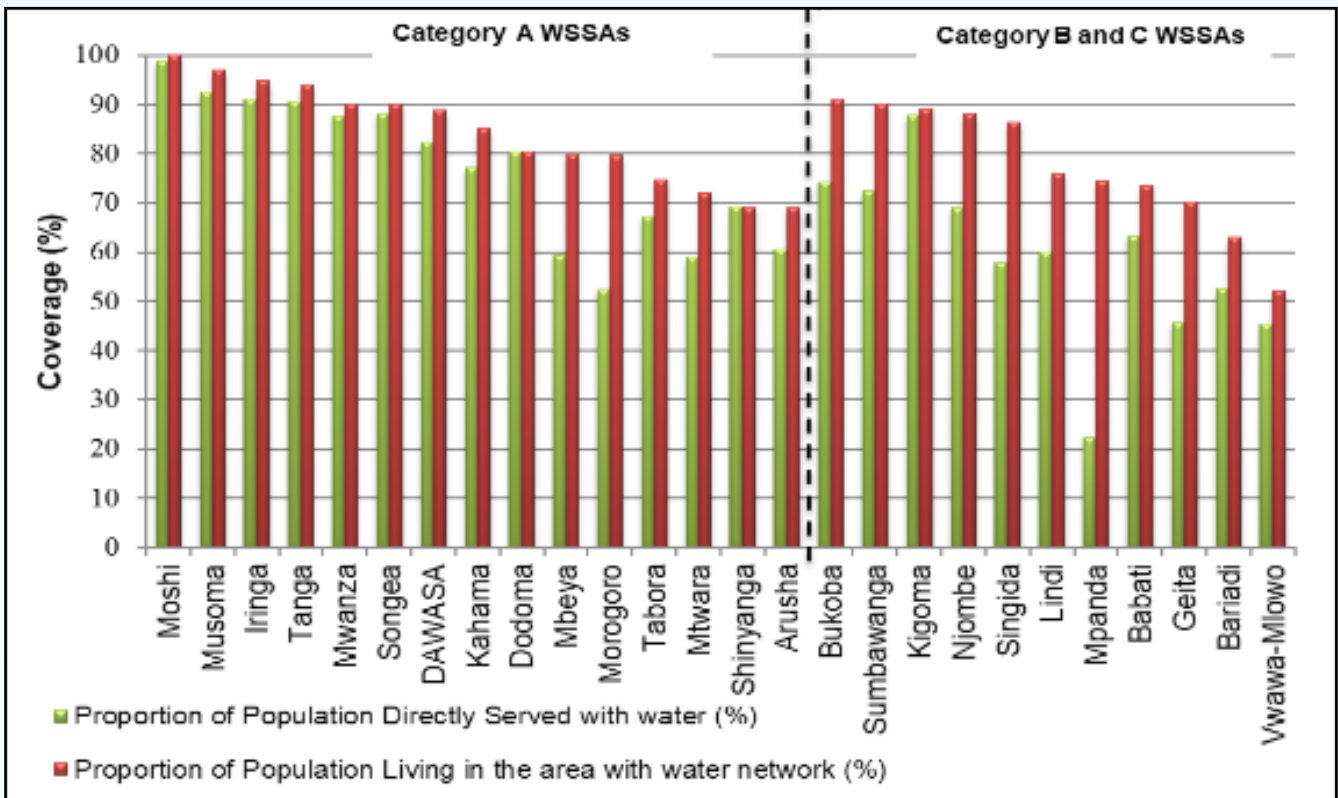 Category A WSSAs
Category B and C WSSAs
Coverage (%)
100
90
80
70
60
50
40
30
20
10
0
Moshi
Musoma
Iringa
Tanga
Mwanza
Songea
DAWASA
Kahama
Dodoma
Mbeya
Morogoro
Tabora
Mtwara
Shinyanga
Arusha
Bukoba
Sumbawanga
Kigoma
Njombe
Singida
Lindi
Mpanda
Babati
Geita
Bariadi
Vwawa-Mlowo
Proportion of Population Directly Served with water (%)
Proportion of Population Living in the area with water network (%)